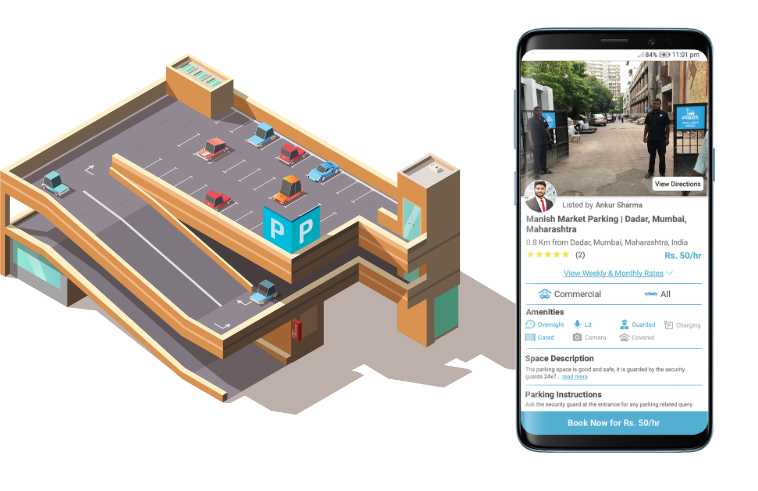 P P
84% 11:01 pm
View Directions
Listed by Ankur Sharma
Manish Market Parking | Dadar, Mumbai,
Maharashtra
0.8 Km from Dadar, Mumbai, Maharashtra, India
(2) Rs. 50/hr
View Weekly & Monthly Rates
Commercial All
Amenities
Overnight Lit Guarded Charging
Gated Camera Covered
Space Description
The parking space is good and safe, it is guarded by the security
guards 24x7... read more
Parking Instructions
Ask the security guard at the entrance for any parking related query.
Book Now for Rs. 50/hr